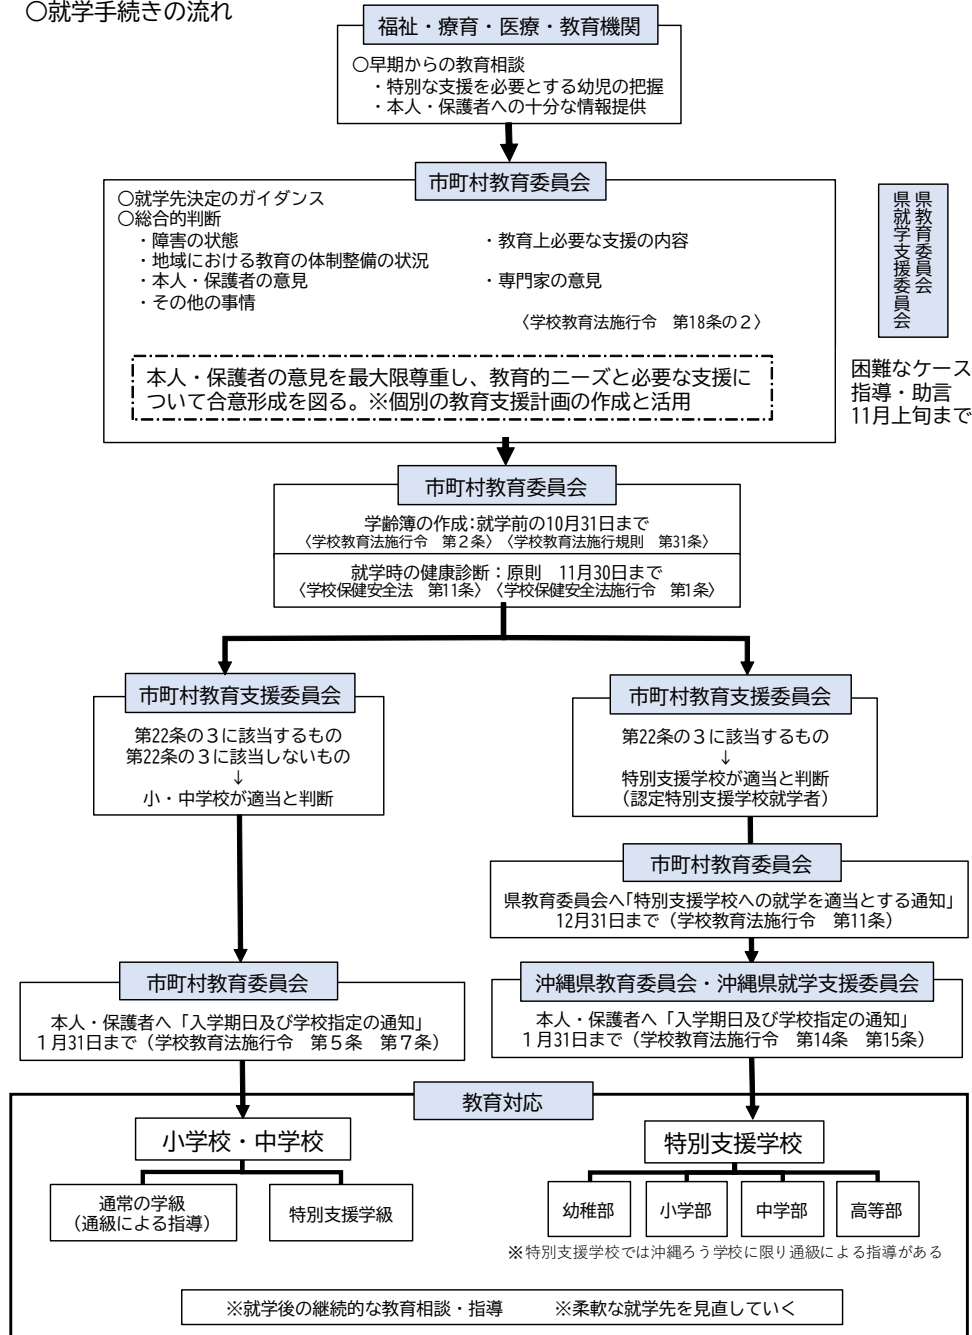 ○就学手続きの流れ
福祉・療育・医療・教育機関
○早期からの教育相談
・特別な支援を必要とする幼児の把握
・本人・保護者への十分な情報提供
市町村教育委員会
○就学先決定のガイダンス
○総合的判断
・障害の状態
・教育上必要な支援の内容
・地域における教育の体制整備の状況
・本人・保護者の意見
・専門家の意見
・その他の事情
〈学校教育法施行令 第18条の2〉
本人・保護者の意見を最大限尊重し、教育的ニーズと必要な支援に
ついて合意形成を図る。※個別の教育支援計画の作成と活用
県教育委員会
県就学支援委員会
困難なケース
指導・助言
11月上旬まで
市町村教育委員会
学齢簿の作成:就学前の10月31日まで
〈学校教育法施行令 第2条〉〈学校教育法施行規則 第31条〉
就学時の健康診断：原則 11月30日まで
〈学校保健安全法 第11条〉〈学校保健安全法施行令 第1条〉
市町村教育支援委員会
第22条の3に該当するもの
第22条の3に該当しないもの
↓
小・中学校が適当と判断
市町村教育支援委員会
第22条の3に該当するもの
↓
特別支援学校が適当と判断
（認定特別支援学校就学者）
市町村教育委員会
県教育委員会へ「特別支援学校への就学を適当とする通知」
12月31日まで（学校教育法施行令 第11条）
市町村教育委員会
本人・保護者へ「入学期日及び学校指定の通知」
1月31日まで（学校教育法施行令 第5条 第7条）
沖縄県教育委員会・沖縄県就学支援委員会
本人・保護者へ「入学期日及び学校指定の通知」
1月31日まで（学校教育法施行令 第14条 第15条）
教育対応
小学校・中学校
通常の学級
（通級による指導）
特別支援学級
特別支援学校
幼稚部
小学部
中学部
高等部
※特別支援学校では沖縄ろう学校に限り通級による指導がある
※就学後の継続的な教育相談・指導 ※柔軟な就学先を見直していく